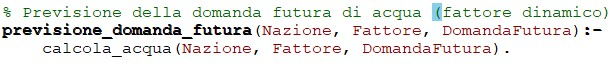 % Previsione della domanda futura di acqua (fattore dinamico)
previsione_domanda_futura(Nazione, Fattore, DomandaFutura):-
calcola_acqua(Nazione, Fattore, DomandaFutura).